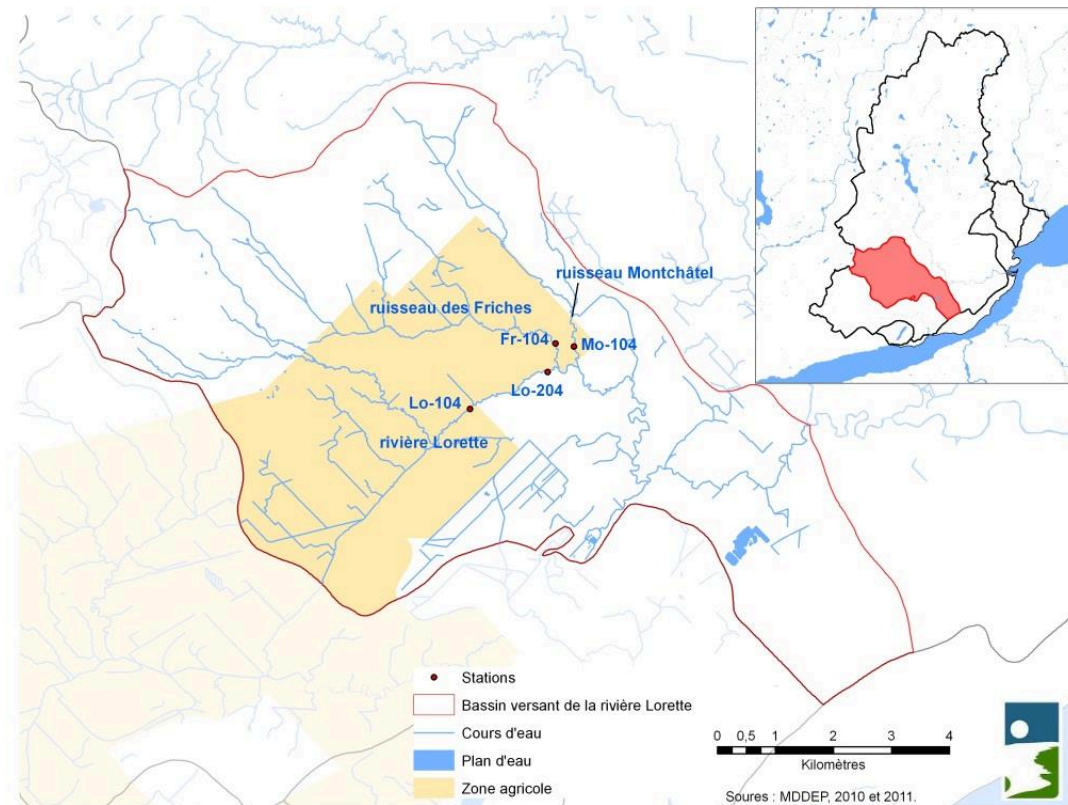 ruisseau Montchâtel
ruisseau des Friches
Fr-104
Mo-104
Lo-204
Lo-104
rivière Lorette
Stations
Bassin versant de la rivière Lorette
Cours d'eau
Plan d'eau
Zone agricole
0 0,5 1 2 3 4
Kilomètres
Soures : MDDEP, 2010 et 2011.